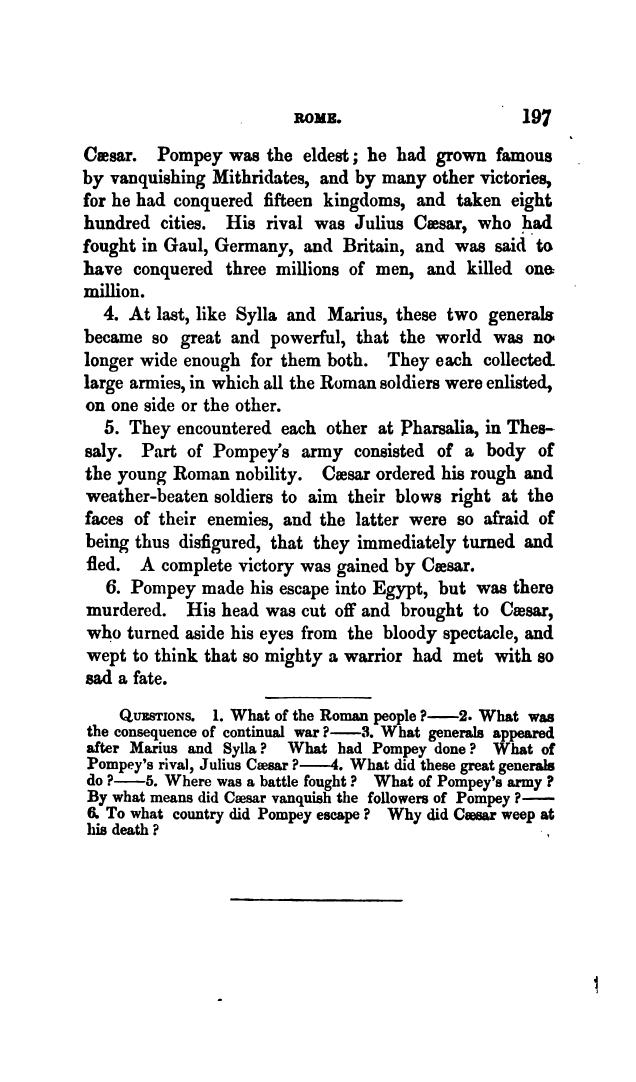 ROME. 197
Cæsar. Pompey was the eldest; he had grown famous
by vanquishing Mithridates, and by many other victories,
for he had conquered fifteen kingdoms, and taken eight
hundred cities. His rival was Julius Cæsar, who had
fought in Gaul, Germany, and Britain, and was said to
have conquered three millions of men, and killed one
million.
4. At last, like Sylla and Marius, these two generals
became so great and powerful, that the world was no
longer wide enough for them both. They each collected
large armies, in which all the Roman soldiers were enlisted,
on one side or the other.
5. They encountered each other at Pharsalia, in Thes-
saly. Part of Pompey's army consisted of a body of
the young Roman nobility. Cæsar ordered his rough and
weather-beaten soldiers to aim their blows right at the
faces of their enemies, and the latter were so afraid of
being thus disfigured, that they immediately turned and
fled. A complete victory was gained by Cæsar.
6. Pompey made his escape into Egypt, but was there
murdered. His head was cut off and brought to Cæsar,
who turned aside his eyes from the bloody spectacle, and
wept to think that so mighty a warrior had met with so
sad a fate.
QUESTIONS. 1. What of the Roman people?——2. What was
the consequence of continual war?——3. What generals appeared
after Marius and Sylla? What had Pompey done? What of
Pompey's rival, Julius Cæsar?——4. What did these great generals
do?——5. Where was a battle fought? What of Pompey's army?
By what means did Cæsar vanquish the followers of Pompey?——
6. To what country did Pompey escape? Why did Cæsar weep at
his death?